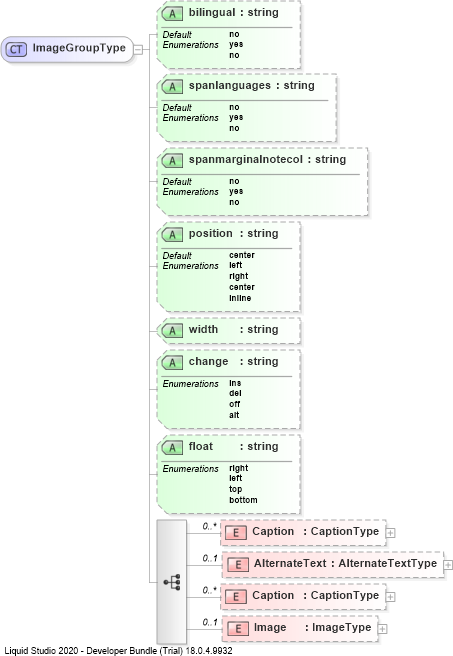 ImageGroupType
CT
A bilingual : string
Default no
Enumerations yes
no
A spanlanguages : string
Default no
Enumerations yes
no
A spanmarginalnotecol : string
Default no
Enumerations yes
no
A position : string
Default center
Enumerations left
right
center
inline
A width : string
A change : string
Enumerations ins
del
off
alt
A float : string
Enumerations right
left
top
bottom
0..* E Caption : CaptionType
0..1 E AlternateText : AlternateTextType
0..* E Caption : CaptionType
0..1 E Image : ImageType
Liquid Studio 2020 - Developer Bundle (Trial) 18.0.4.9932